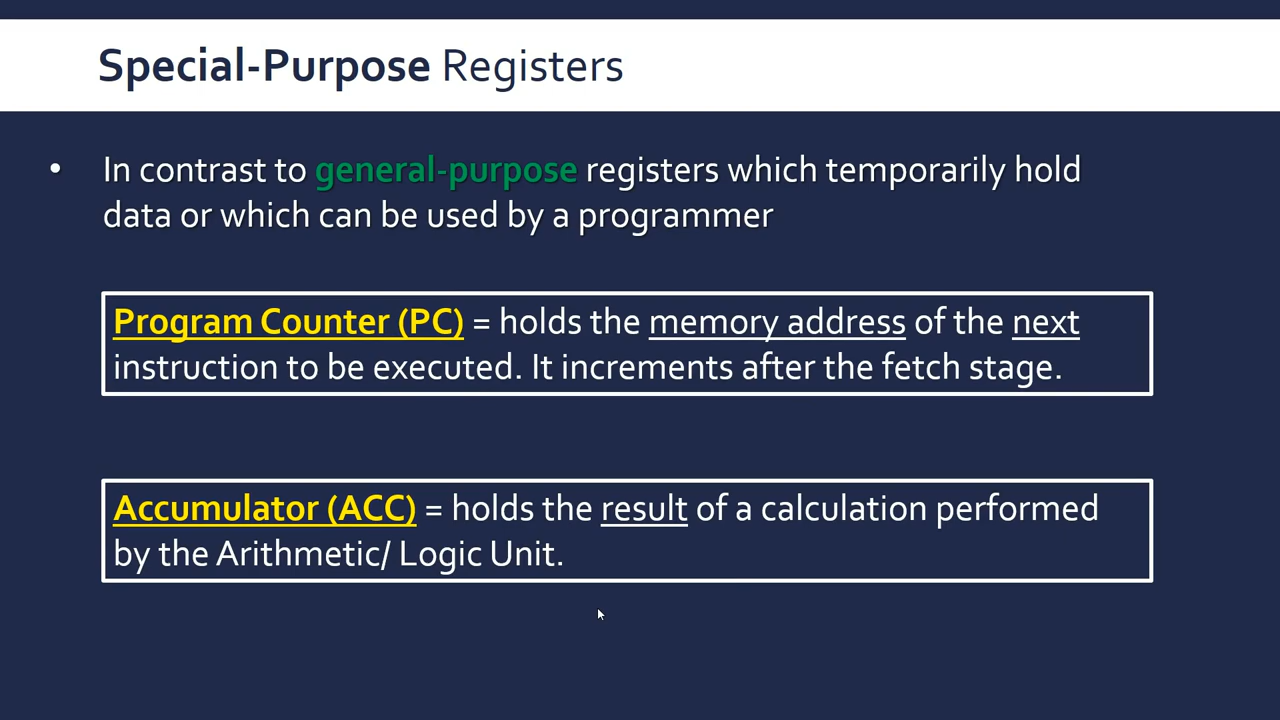 Special-Purpose Registers
• In contrast to general-purpose registers which temporarily hold
data or which can be used by a programmer
Program Counter (PC) = holds the memory address of the next
instruction to be executed. It increments after the fetch stage.
Accumulator (ACC) = holds the result of a calculation performed
by the Arithmetic/ Logic Unit.